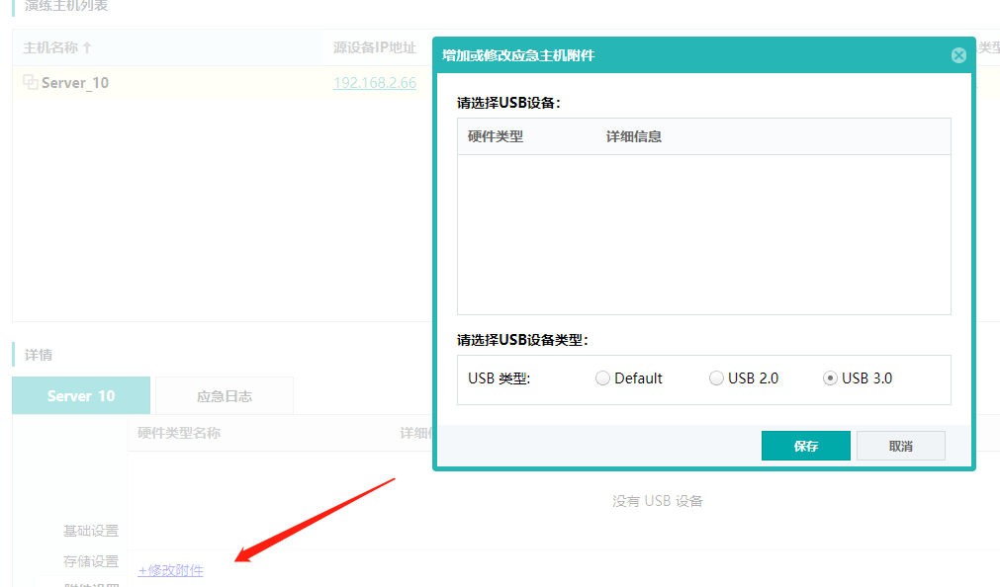 演练主机列表
主机名称 源设备IP地址
类型
Server_10 192.168.2.66
增加或修改应急主机附件
请选择USB设备：
硬件类型 详细信息
请选择USB设备类型：
USB 类型: Default USB 2.0 USB 3.0
保存 取消
详情
Server 10 应急日志
硬件类型名称 详细
没有 USB 设备
基础设置
存储设置
+修改附件
附件设置